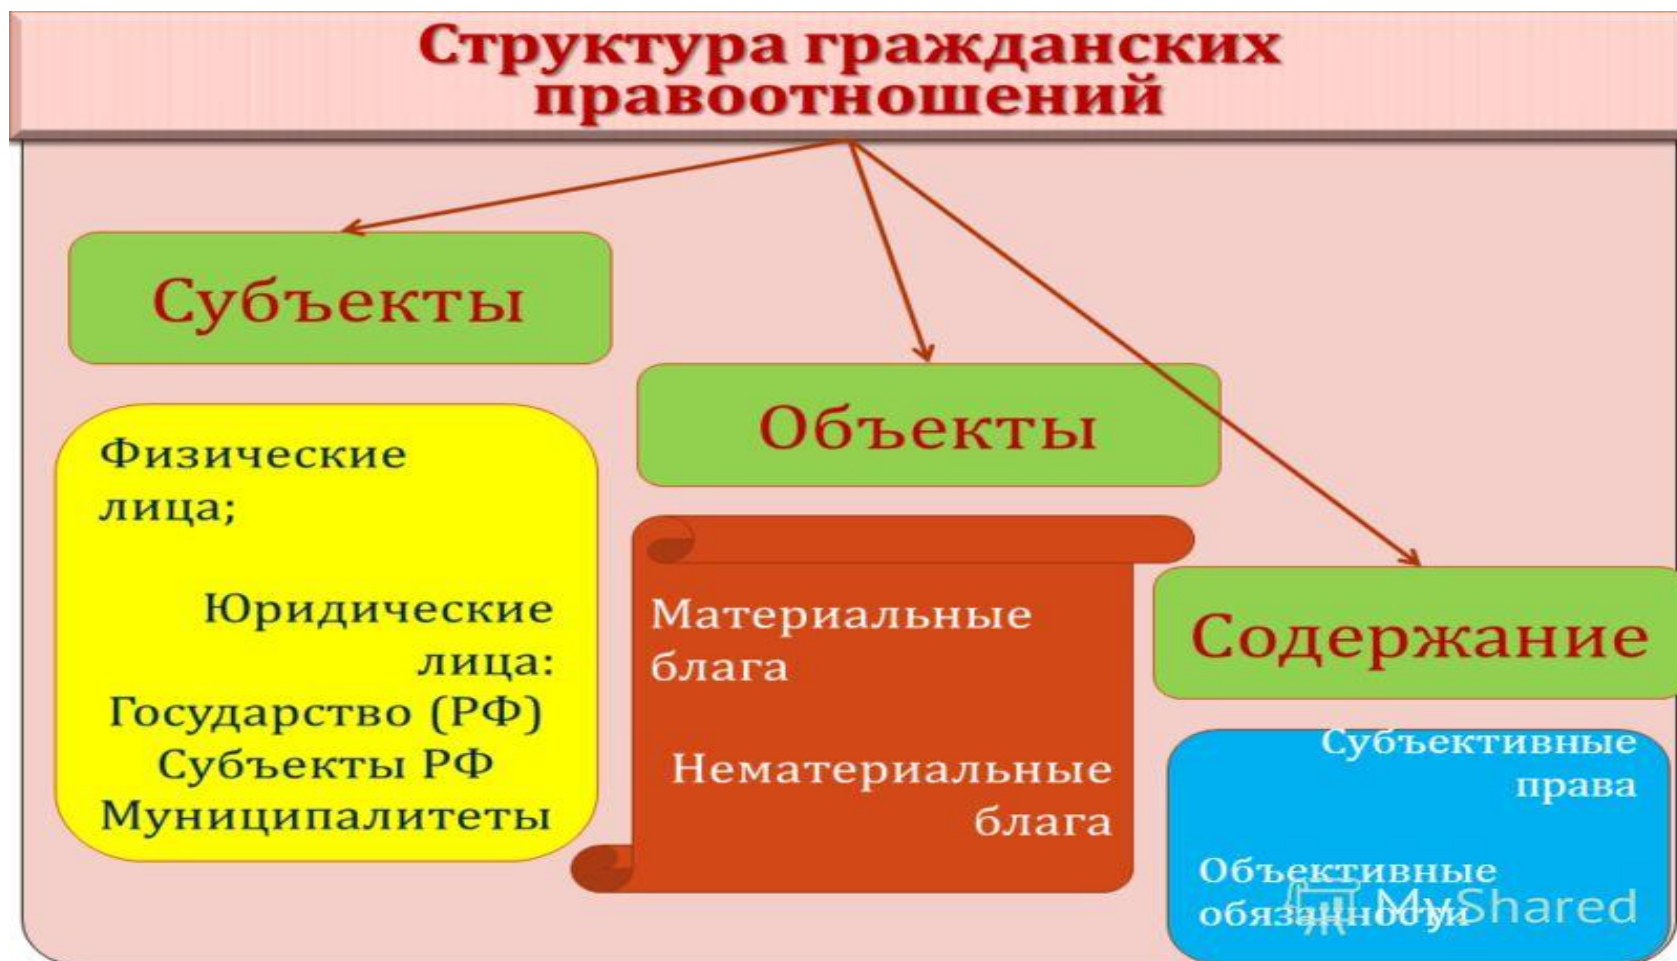 Структура гражданских
правоотношений
Субъекты
Физические
лица;
Юридические
лица:
Государство (РФ)
Субъекты РФ
Муниципалитеты
Объекты
Материальные
блага
Нематериальные
блага
Содержание
Субъективные
права
Объективные
обязанности
MyShared